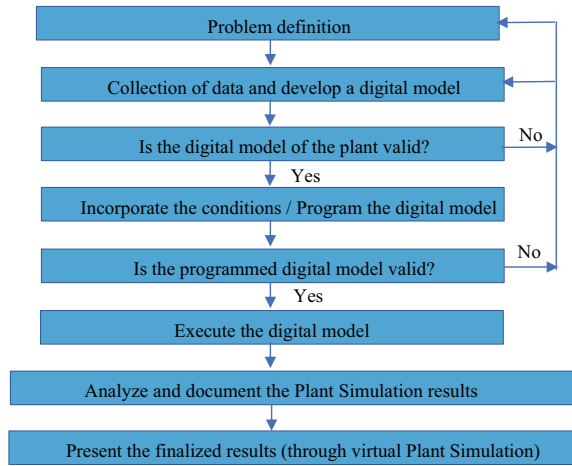 Problem definition
Collection of data and develop a digital model
Is the digital model of the plant valid?
No
Yes
Incorporate the conditions / Program the digital model
Is the programmed digital model valid?
No
Yes
Execute the digital model
Analyze and document the Plant Simulation results
Present the finalized results (through virtual Plant Simulation)